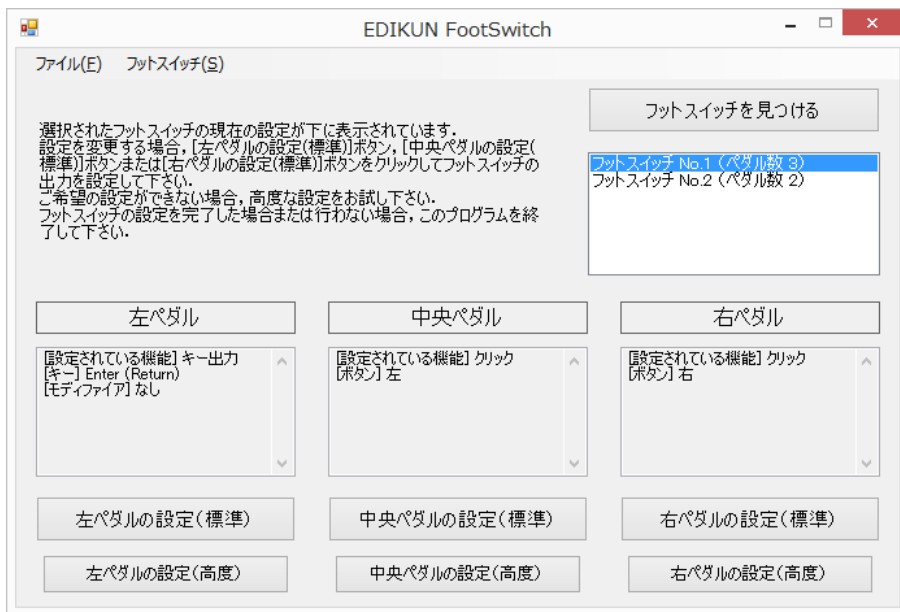 EDIKUN FootSwitch
ファイル(F) フットスイッチ(S)
選択されたフットスイッチの現在の設定が下に表示されています.
設定を変更する場合, [左ペダルの設定(標準)]ボタン, [中央ペダルの設定(
標準)]ボタンまたは[右ペダルの設定(標準)]ボタンをクリックしてフットスイッチの
出力を設定して下さい.
ご希望の設定ができない場合, 高度な設定をお試し下さい.
フットスイッチの設定を完了した場合または行わない場合, このプログラムを終
了して下さい.
フットスイッチを見つける
フットスイッチ No.1 (ペダル数 3)
フットスイッチ No.2 (ペダル数 2)
左ペダル
[設定されている機能] キー出力
[キー] Enter (Return)
[モディファイア] なし
左ペダルの設定(標準)
左ペダルの設定(高度)
中央ペダル
[設定されている機能] クリック
[ボタン] 左
中央ペダルの設定(標準)
中央ペダルの設定(高度)
右ペダル
[設定されている機能] クリック
[ボタン] 右
右ペダルの設定(標準)
右ペダルの設定(高度)